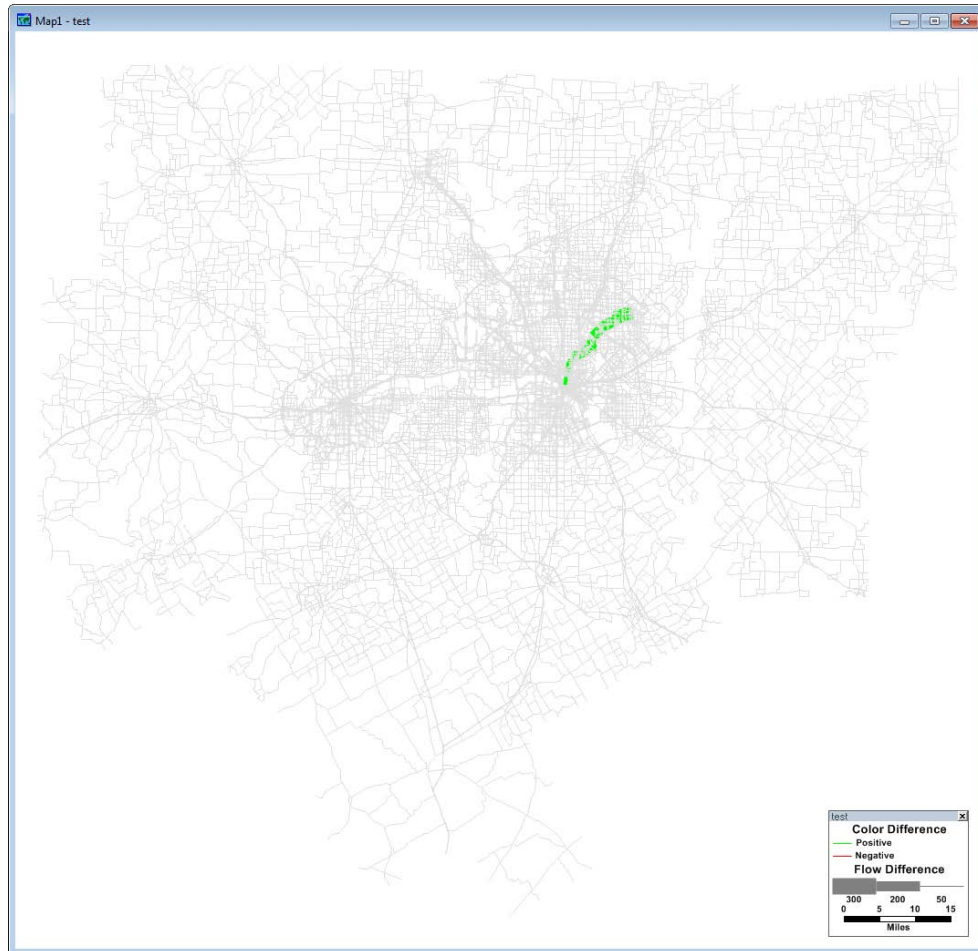 Map1 - test
test
Color Difference
Positive
Negative
Flow Difference
300 200 50
0 5 10 15
Miles